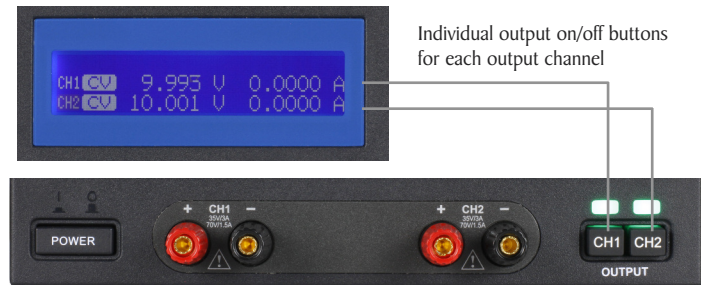 Individual output on/off buttons
for each output channel
CH1 CV 9.995 V 0.0000 A
CH2 CV 10.001 V 0.0000 A
I O
POWER
+ CH1 −
35V/3A
70V/1.5A
+ CH2 −
35V/3A
70V/1.5A
CH1 CH2
OUTPUT